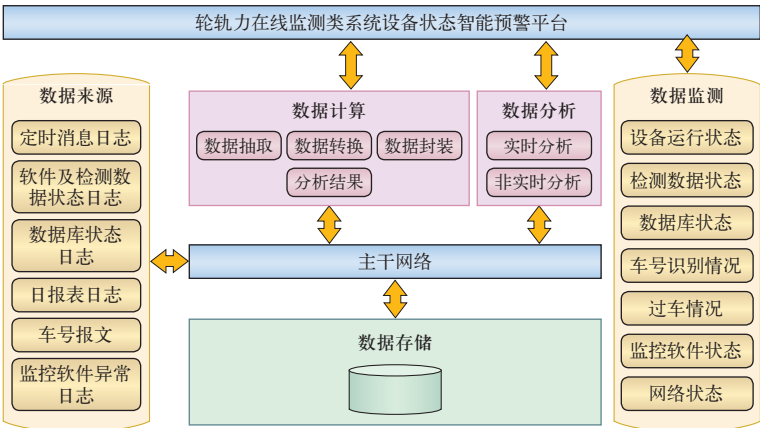 轮轨力在线监测类系统设备状态智能预警平台
数据来源
定时消息日志
软件及检测数
据状态日志
数据库状态
日志
日报表日志
车号报文
监控软件异常
日志
数据计算
数据抽取
数据转换
数据封装
分析结果
数据分析
实时分析
非实时分析
主干网络
数据存储
数据监测
设备运行状态
检测数据状态
数据库状态
车号识别情况
过车情况
监控软件状态
网络状态